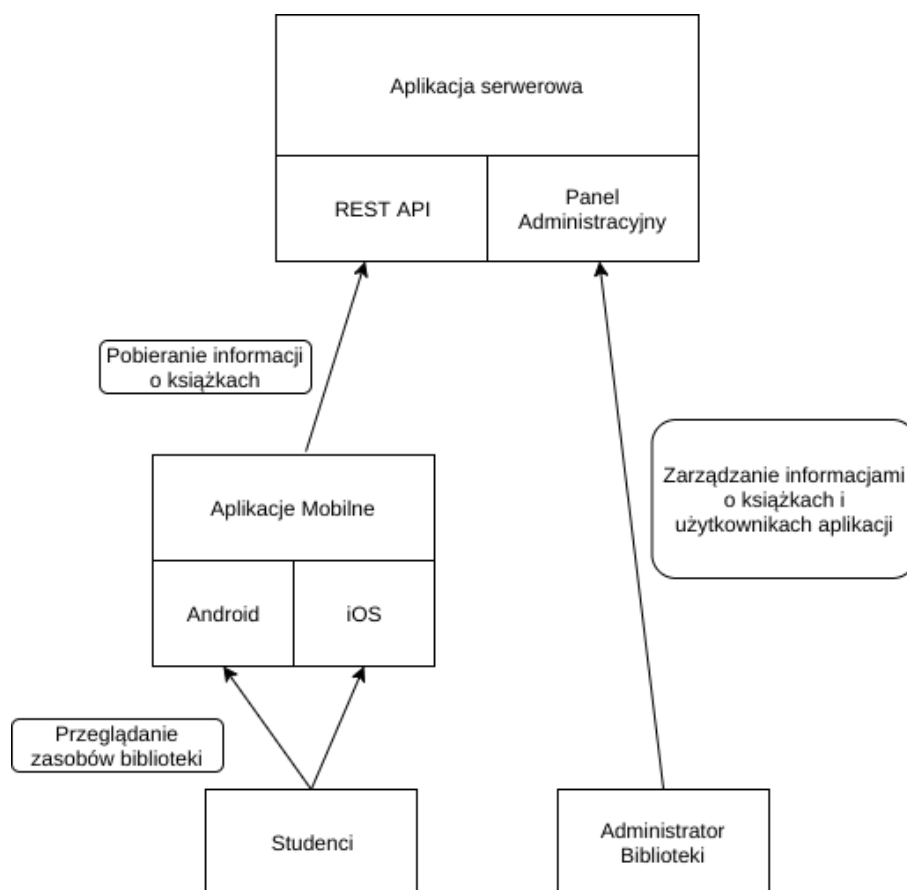 Aplikacja serwerowa
REST API
Panel
Administracyjny
Pobieranie informacji
o książkach
Zarządzanie informacjami
o książkach i
użytkownikach aplikacji
Aplikacje Mobilne
Android
iOS
Przeglądanie
zasobów biblioteki
Studenci
Administrator
Biblioteki